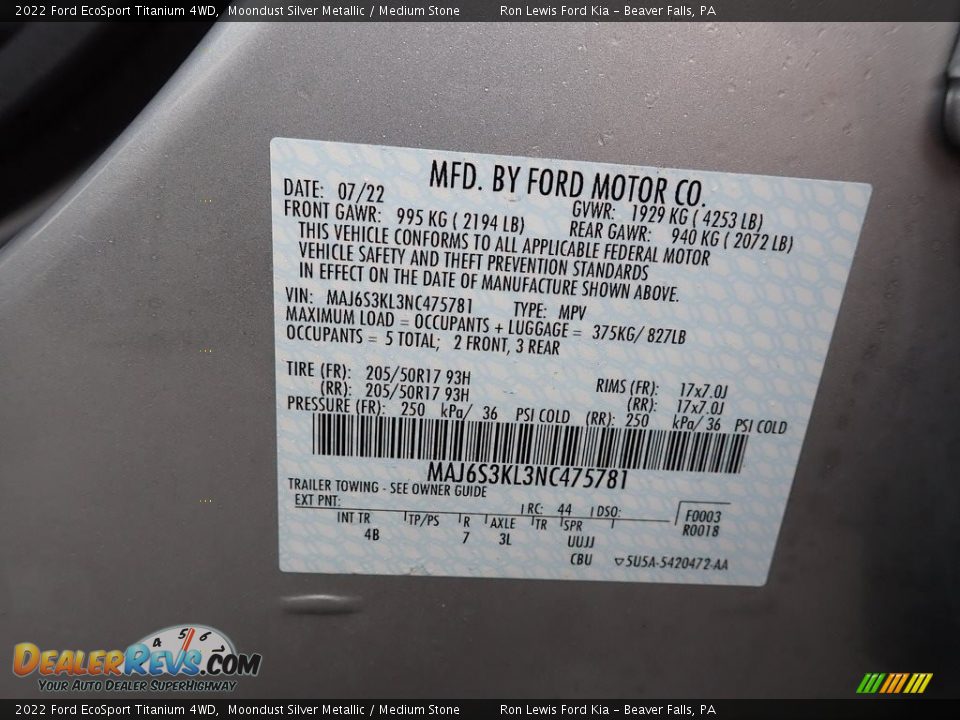 2022 Ford EcoSport Titanium 4WD, Moondust Silver Metallic / Medium Stone Ron Lewis Ford Kia - Beaver Falls, PA
MFD. BY FORD MOTOR CO.
DATE: 07/22 GVWR: 1929 KG ( 4253 LB)
FRONT GAWR: 995 KG ( 2194 LB) REAR GAWR: 940 KG ( 2072 LB)
THIS VEHICLE CONFORMS TO ALL APPLICABLE FEDERAL MOTOR
VEHICLE SAFETY AND THEFT PREVENTION STANDARDS
IN EFFECT ON THE DATE OF MANUFACTURE SHOWN ABOVE.
VIN: MAJ6S3KL3NC475781 TYPE: MPV
MAXIMUM LOAD = OCCUPANTS + LUGGAGE = 375KG/ 827LB
OCCUPANTS = 5 TOTAL; 2 FRONT, 3 REAR
TIRE (FR): 205/50R17 93H RIMS (FR): 17x7.0J
(RR): 205/50R17 93H (RR): 17x7.0J
PRESSURE (FR): 250 kPa/ 36 PSI COLD (RR): 250 kPa/ 36 PSI COLD
MAJ6S3KL3NC475781
TRAILER TOWING - SEE OWNER GUIDE
EXT PNT: RC: 44 DSO: F0003
INT TR TP/PS R AXLE TR SPR R0018
4B 7 3L UUJJ
CBU 5U5A-5420472-AA
DEALERREVS.COM
YOUR AUTO DEALER SUPERHIGHWAY
2022 Ford EcoSport Titanium 4WD, Moondust Silver Metallic / Medium Stone Ron Lewis Ford Kia - Beaver Falls, PA